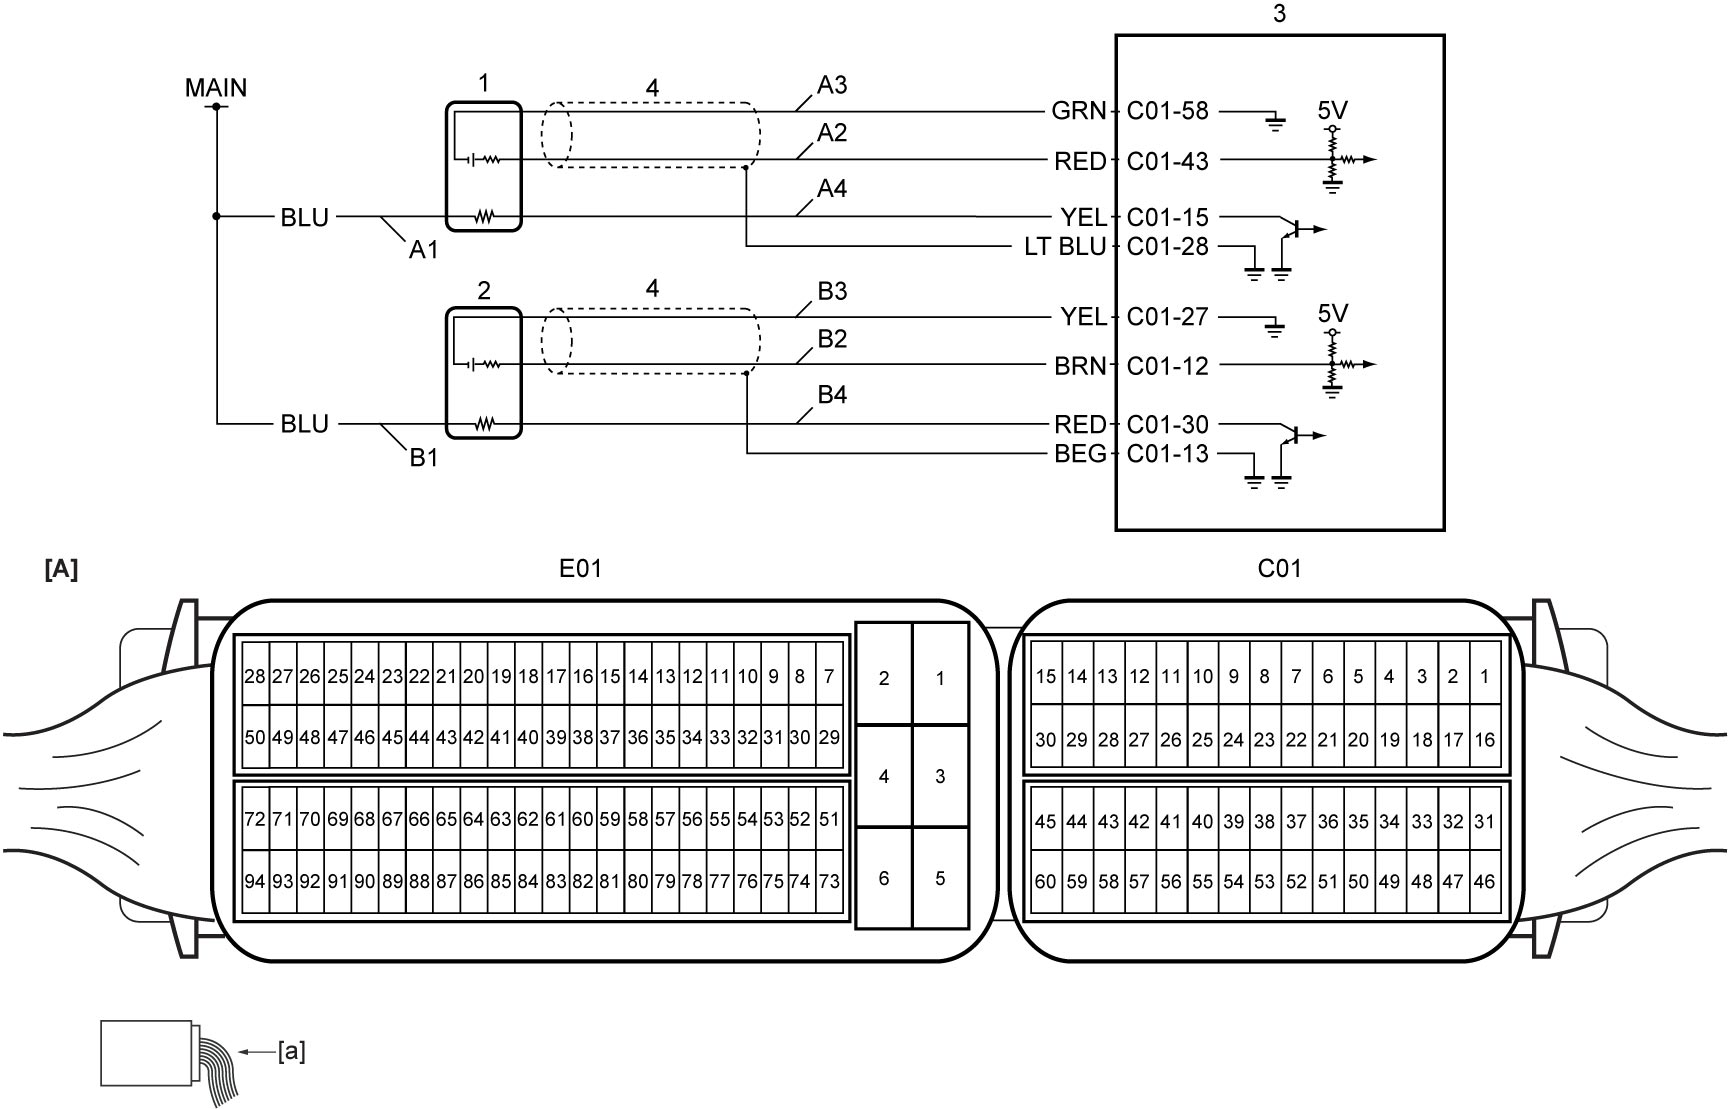 3
MAIN
1
4
A3
GRN C01-58
5V
A2
RED C01-43
A4
BLU
YEL C01-15
A1
LT BLU C01-28
2
4
B3
YEL C01-27
5V
B2
BRN C01-12
B4
BLU
RED C01-30
B1
BEG C01-13
[A]
E01
C01
28 27 26 25 24 23 22 21 20 19 18 17 16 15 14 13 12 11 10 9 8 7
50 49 48 47 46 45 44 43 42 41 40 39 38 37 36 35 34 33 32 31 30 29
72 71 70 69 68 67 66 65 64 63 62 61 60 59 58 57 56 55 54 53 52 51
94 93 92 91 90 89 88 87 86 85 84 83 82 81 80 79 78 77 76 75 74 73
2 1
4 3
6 5
15 14 13 12 11 10 9 8 7 6 5 4 3 2 1
30 29 28 27 26 25 24 23 22 21 20 19 18 17 16
45 44 43 42 41 40 39 38 37 36 35 34 33 32 31
60 59 58 57 56 55 54 53 52 51 50 49 48 47 46
[a]